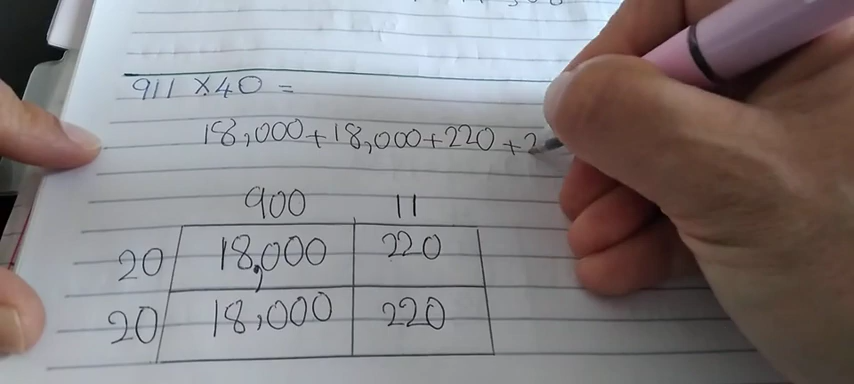 911 × 40 =
18,000+18,000+220 +2
900 11
20 18,000 220
20 18,000 220